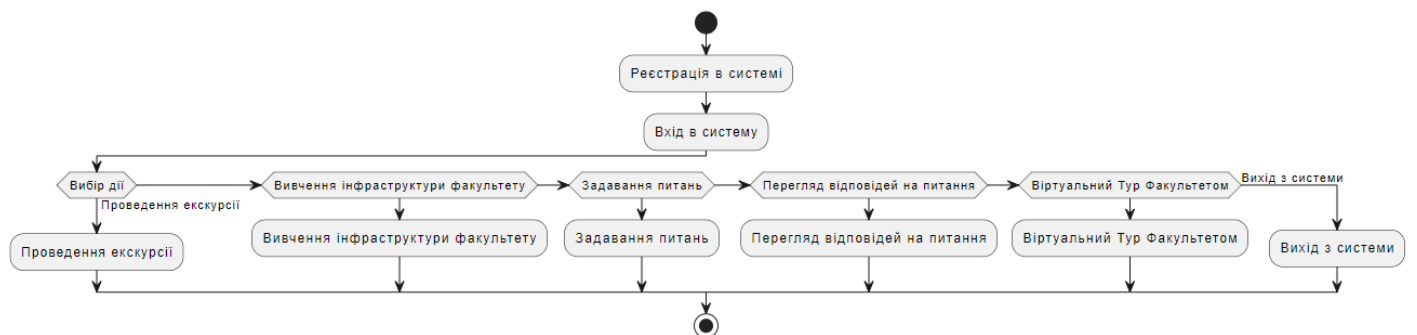 Реєстрація в системі
Вхід в систему
Вибір дії
Вивчення інфраструктури факультету
Задавання питань
Перегляд відповідей на питання
Віртуальний Тур Факультетом
Вихід з системи
Проведення екскурсії
Проведення екскурсії
Вивчення інфраструктури факультету
Задавання питань
Перегляд відповідей на питання
Віртуальний Тур Факультетом
Вихід з системи